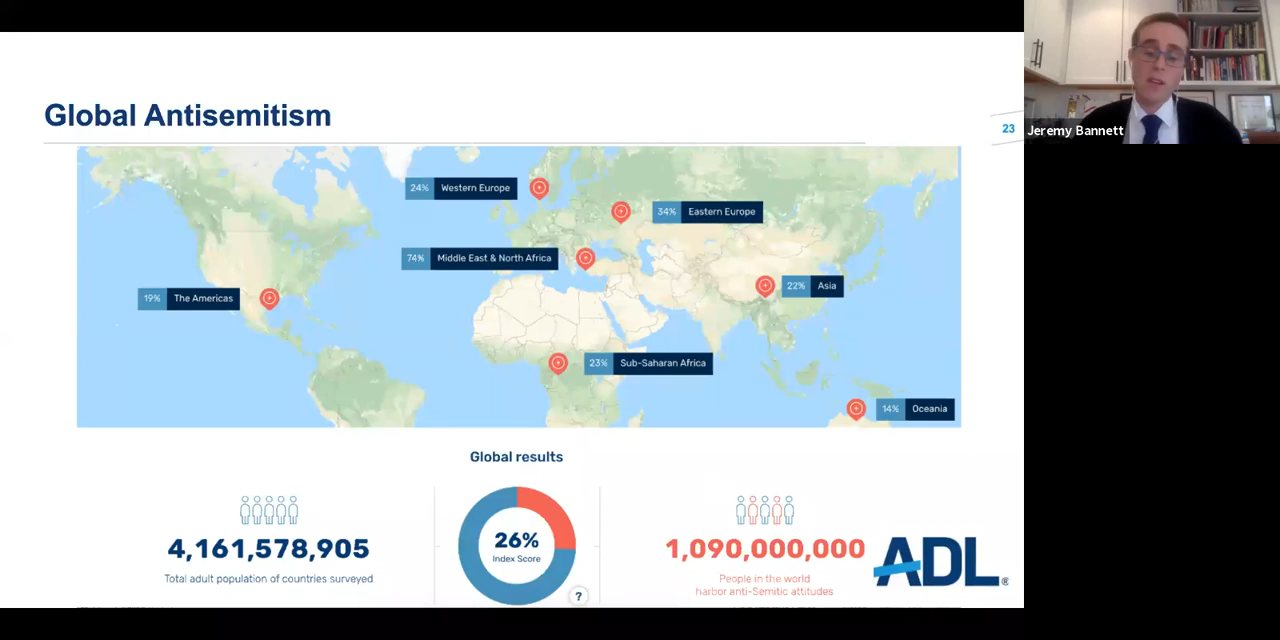 Global Antisemitism
23
Jeremy Bannett
24% Western Europe
34% Eastern Europe
74% Middle East & North Africa
22% Asia
19% The Americas
23% Sub-Saharan Africa
14% Oceania
Global results
4,161,578,905
Total adult population of countries surveyed
26%
Index Score
?
1,090,000,000
People in the world
harbor anti-Semitic attitudes
ADL®